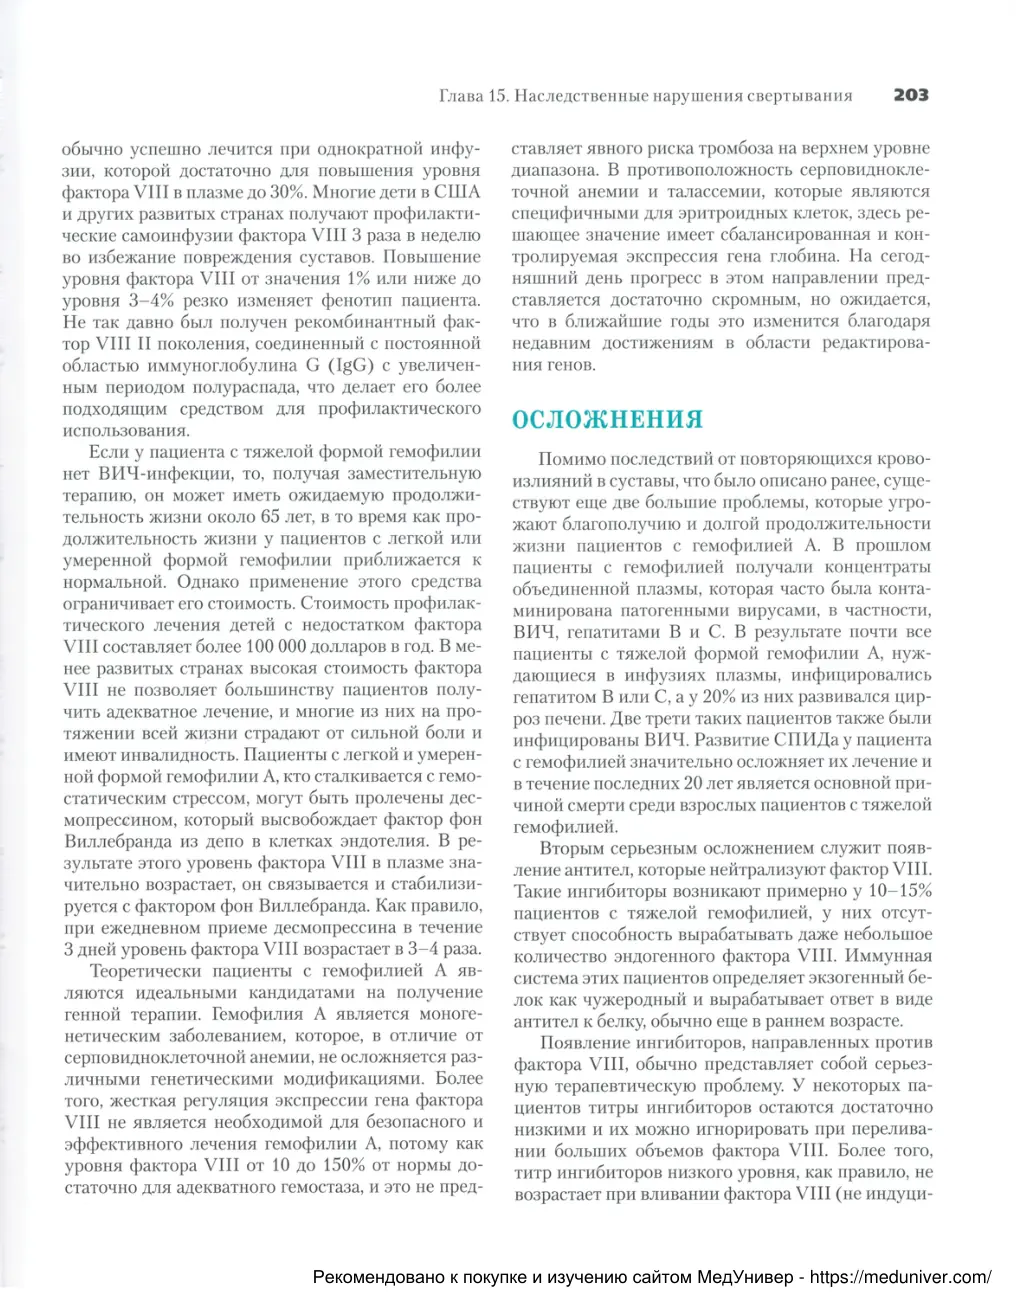 Глава 15. Наследственные нарушения свертывания 203
обычно успешно лечится при однократной инфу-
зии, которой достаточно для повышения уровня
фактора VIII в плазме до 30%. Многие дети в США
и других развитых странах получают профилакти-
ческие самоинфузии фактора VIII 3 раза в неделю
во избежание повреждения суставов. Повышение
уровня фактора VIII от значения 1% или ниже до
уровня 3–4% резко изменяет фенотип пациента.
Не так давно был получен рекомбинантный фак-
тор VIII II поколения, соединенный с постоянной
областью иммуноглобулина G (IgG) с увеличен-
ным периодом полураспада, что делает его более
подходящим средством для профилактического
использования.
Если у пациента с тяжелой формой гемофилии
нет ВИЧ-инфекции, то, получая заместительную
терапию, он может иметь ожидаемую продолжи-
тельность жизни около 65 лет, в то время как про-
должительность жизни у пациентов с легкой или
умеренной формой гемофилии приближается к
нормальной. Однако применение этого средства
ограничивает его стоимость. Стоимость профилак-
тического лечения детей с недостатком фактора
VIII составляет более 100 000 долларов в год. В ме-
нее развитых странах высокая стоимость фактора
VIII не позволяет большинству пациентов полу-
чить адекватное лечение, и многие из них на про-
тяжении всей жизни страдают от сильной боли и
имеют инвалидность. Пациенты с легкой и умерен-
ной формой гемофилии А, кто сталкивается с гемо-
статическим стрессом, могут быть пролечены дес-
мопрессином, который высвобождает фактор фон
Виллебранда из депо в клетках эндотелия. В ре-
зультате этого уровень фактора VIII в плазме зна-
чительно возрастает, он связывается и стабилизи-
руется с фактором фон Виллебранда. Как правило,
при ежедневном приеме десмопрессина в течение
3 дней уровень фактора VIII возрастает в 3–4 раза.
Теоретически пациенты с гемофилией А яв-
ляются идеальными кандидатами на получение
генной терапии. Гемофилия А является моноге-
нетическим заболеванием, которое, в отличие от
серповидноклеточной анемии, не осложняется раз-
личными генетическими модификациями. Более
того, жесткая регуляция экспрессии гена фактора
VIII не является необходимой для безопасного и
эффективного лечения гемофилии А, потому как
уровня фактора VIII от 10 до 150% от нормы до-
статочно для адекватного гемостаза, и это не пред-
ставляет явного риска тромбоза на верхнем уровне
диапазона. В противоположность серповидноклe-
точной анемии и талассемии, которые являются
специфичными для эритроидных клеток, здесь ре-
шающее значение имеет сбалансированная и кон-
тролируемая экспрессия гена глобина. На сегод-
няшний день прогресс в этом направлении пред-
ставляется достаточно скромным, но ожидается,
что в ближайшие годы это изменится благодаря
недавним достижениям в области редактирова-
ния генов.
ОСЛОЖНЕНИЯ
Помимо последствий от повторяющихся крово-
излияний в суставы, что было описано ранее, суще-
ствуют еще две большие проблемы, которые угро-
жают благополучию и долгой продолжительности
жизни пациентов с гемофилией А. В прошлом
пациенты с гемофилией получали концентраты
объединенной плазмы, которая часто была конта-
минирована патогенными вирусами, в частности,
ВИЧ, гепатитами В и С. В результате почти все
пациенты с тяжелой формой гемофилии А, нуж-
дающиеся в инфузиях плазмы, инфицировались
гепатитом В или С, а у 20% из них развивался цир-
роз печени. Две трети таких пациентов также были
инфицированы ВИЧ. Развитие СПИДа у пациента
с гемофилией значительно осложняет их лечение и
в течение последних 20 лет является основной при-
чиной смерти среди взрослых пациентов с тяжелой
гемофилией.
Вторым серьезным осложнением служит появ-
ление антител, которые нейтрализуют фактор VIII.
Такие ингибиторы возникают примерно у 10–15%
пациентов с тяжелой гемофилией, у них отсут-
ствует способность вырабатывать даже небольшое
количество эндогенного фактора VIII. Иммунная
система этих пациентов определяет экзогенный бе-
лок как чужеродный и вырабатывает ответ в виде
антител к белку, обычно еще в раннем возрасте.
Появление ингибиторов, направленных против
фактора VIII, обычно представляет собой серьез-
ную терапевтическую проблему. У некоторых па-
циентов титры ингибиторов остаются достаточно
низкими и их можно игнорировать при перелива-
нии больших объемов фактора VIII. Более того,
титр ингибиторов низкого уровня, как правило, не
возрастает при вливании фактора VIII (не индуци-
Рекомендовано к покупке и изучению сайтом МедУнивер - https://meduniver.com/